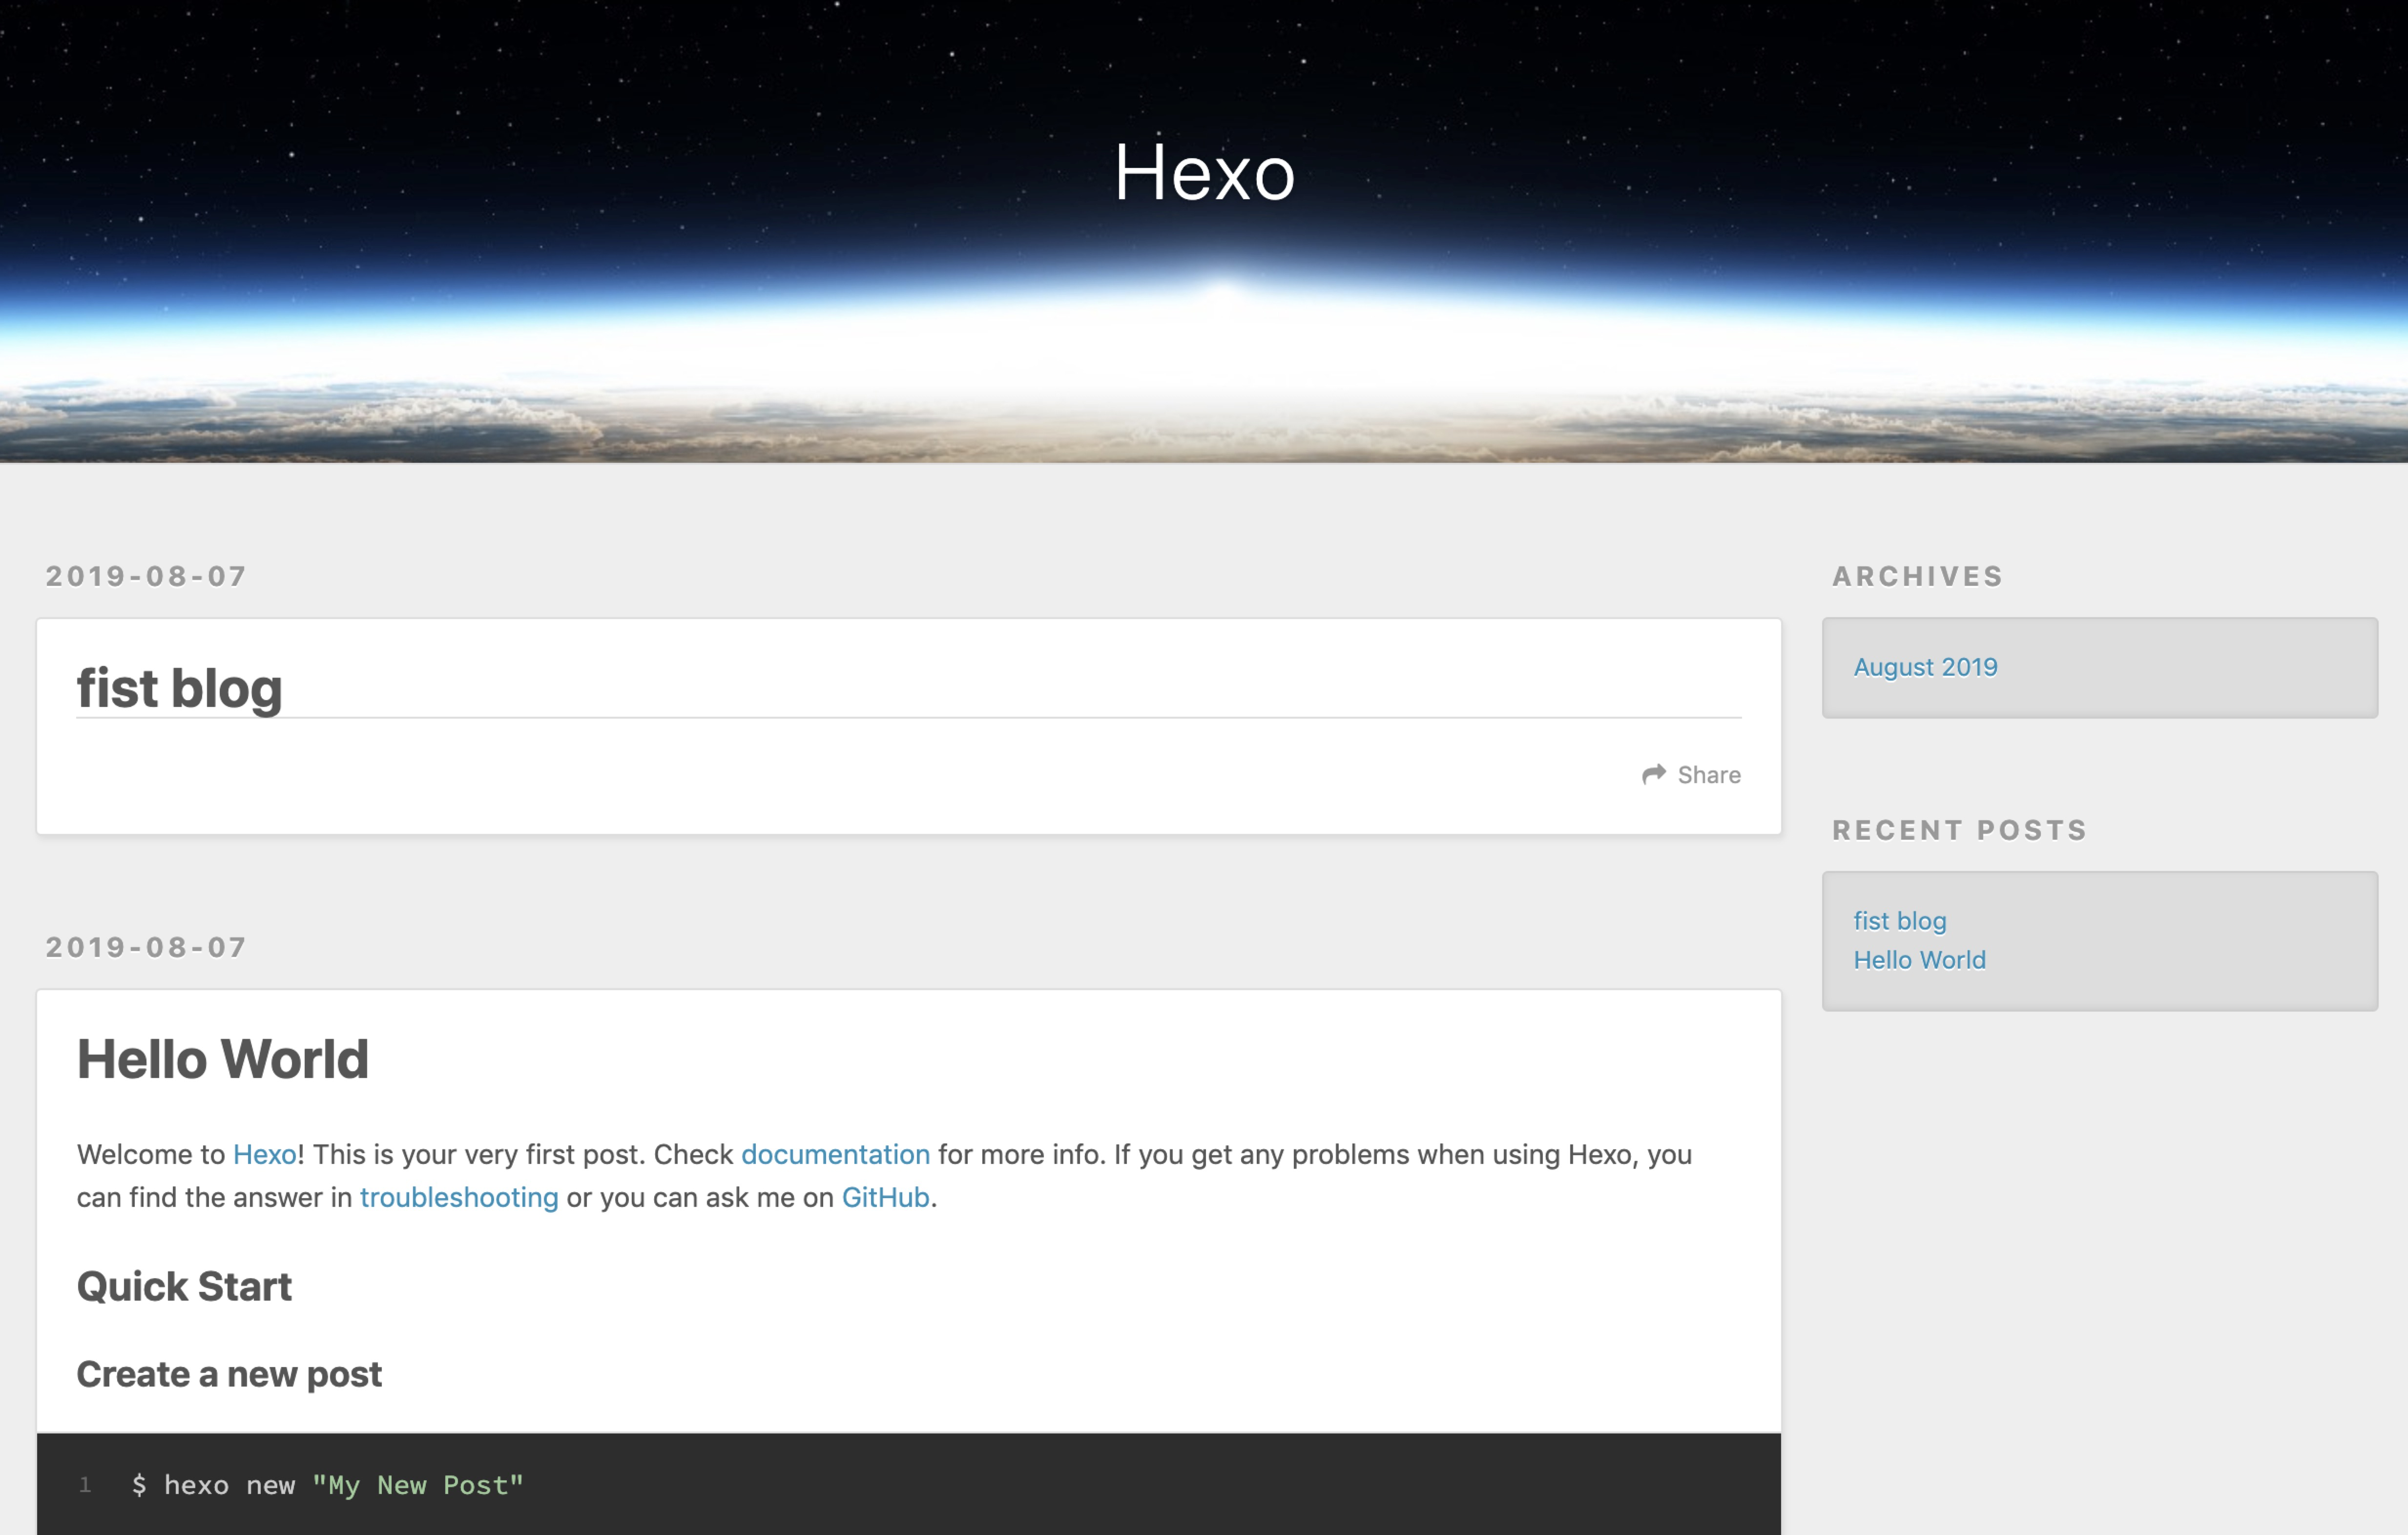 Hexo
2019-08-07
fist blog
Share
2019-08-07
Hello World
Welcome to Hexo! This is your very first post. Check documentation for more info. If you get any problems when using Hexo, you
can find the answer in troubleshooting or you can ask me on GitHub.
Quick Start
Create a new post
1 $ hexo new "My New Post"
ARCHIVES
August 2019
RECENT POSTS
fist blog
Hello World